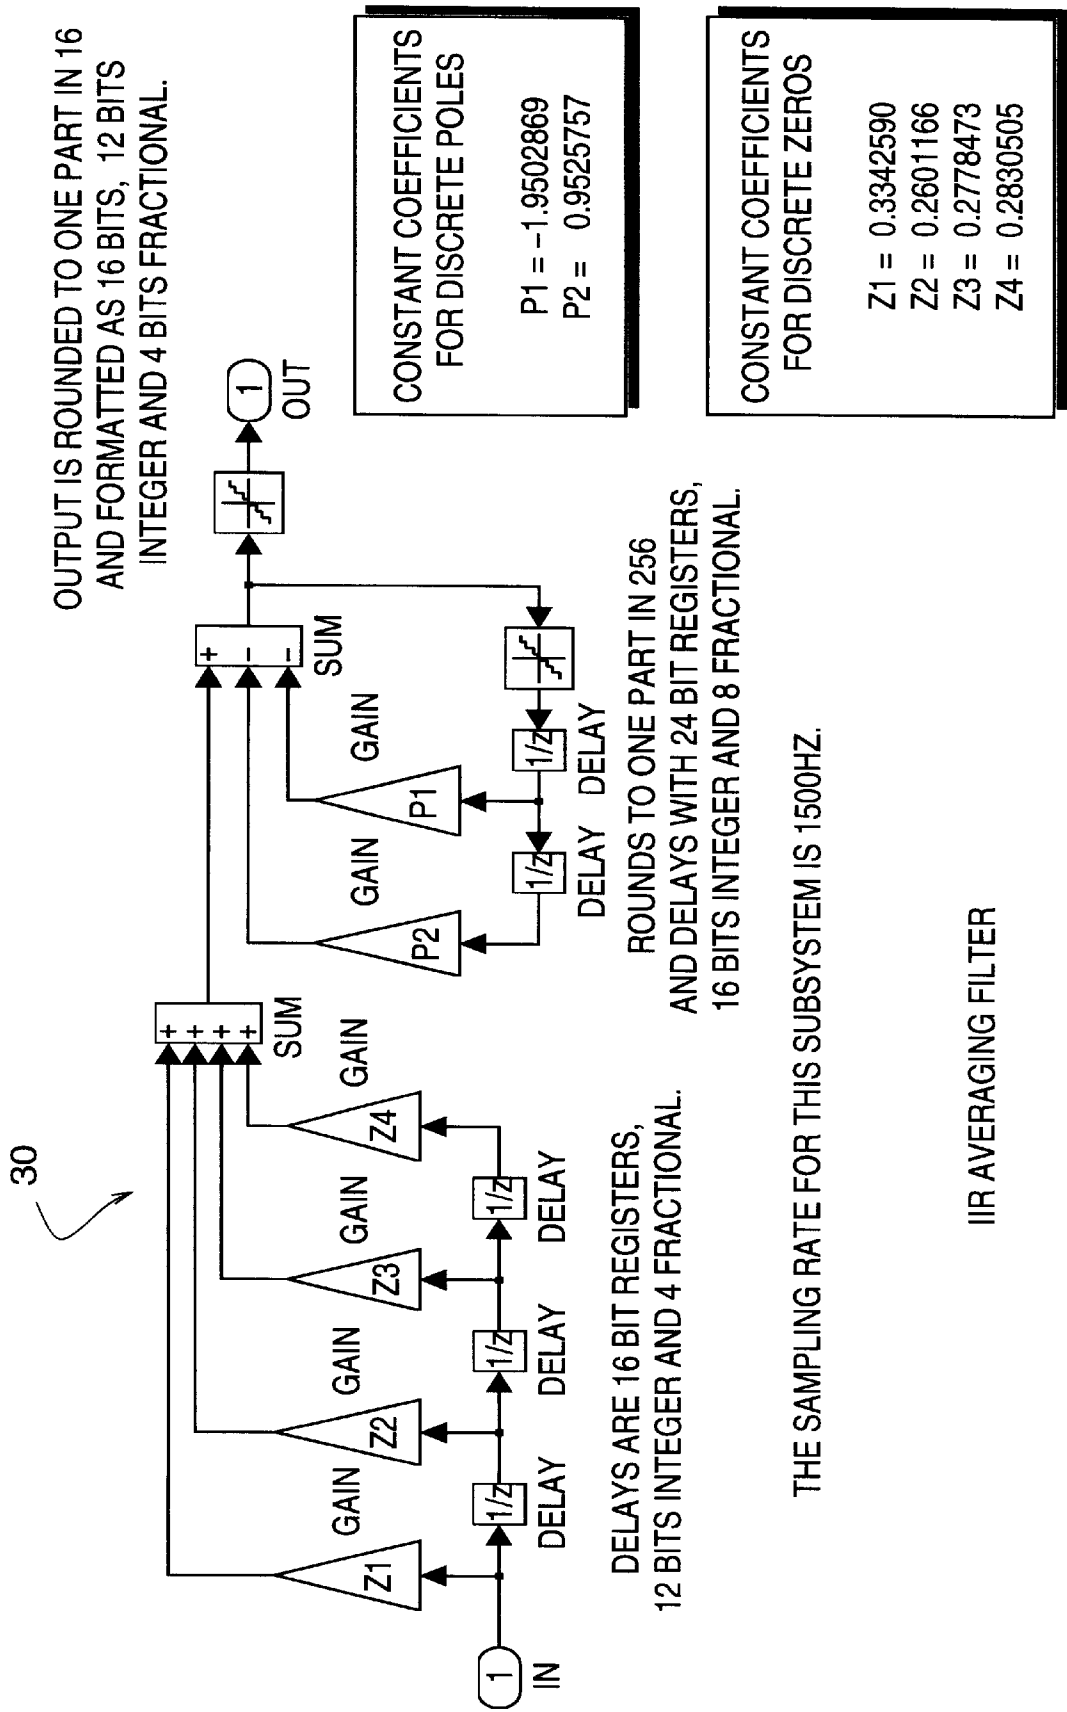 30
OUTPUT IS ROUNDED TO ONE PART IN 16
AND FORMATTED AS 16 BITS, 12 BITS
INTEGER AND 4 BITS FRACTIONAL.
+
+
+
+
SUM
+
−
−
SUM
1
OUT
Z1
GAIN
Z2
GAIN
Z3
GAIN
Z4
GAIN
P2
GAIN
P1
GAIN
1
IN
1/z
DELAY
1/z
DELAY
1/z
DELAY
1/z
DELAY
1/z
DELAY
DELAYS ARE 16 BIT REGISTERS,
12 BITS INTEGER AND 4 FRACTIONAL.
ROUNDS TO ONE PART IN 256
AND DELAYS WITH 24 BIT REGISTERS,
16 BITS INTEGER AND 8 FRACTIONAL.
CONSTANT COEFFICIENTS
FOR DISCRETE POLES
P1 = −1.9502869
P2 = 0.9525757
CONSTANT COEFFICIENTS
FOR DISCRETE ZEROS
Z1 = 0.3342590
Z2 = 0.2601166
Z3 = 0.2778473
Z4 = 0.2830505
THE SAMPLING RATE FOR THIS SUBSYSTEM IS 1500HZ.
IIR AVERAGING FILTER